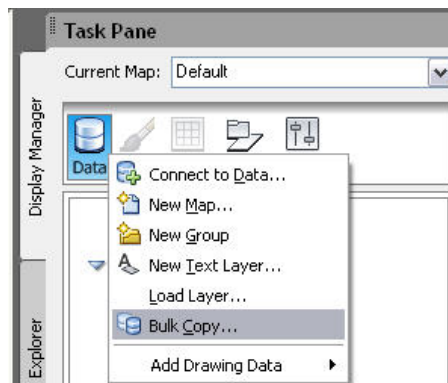 Task Pane
Current Map: Default
Display Manager
Data
Connect to Data...
New Map...
New Group
New Text Layer...
Load Layer...
Bulk Copy...
Add Drawing Data
Explorer